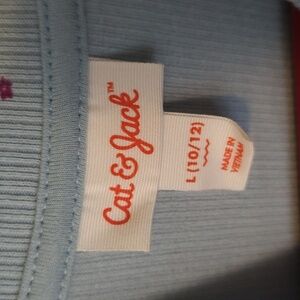 Cat & Jack™
L (10/12)
MADE IN
VIETNAM